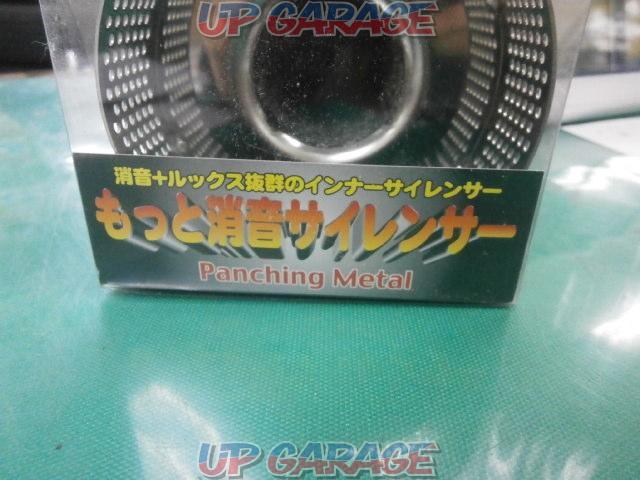 UP GARAGE
消音+ルックス抜群のインナーサイレンサー
もっと消音サイレンサー
Panching Metal
UP GARAGE